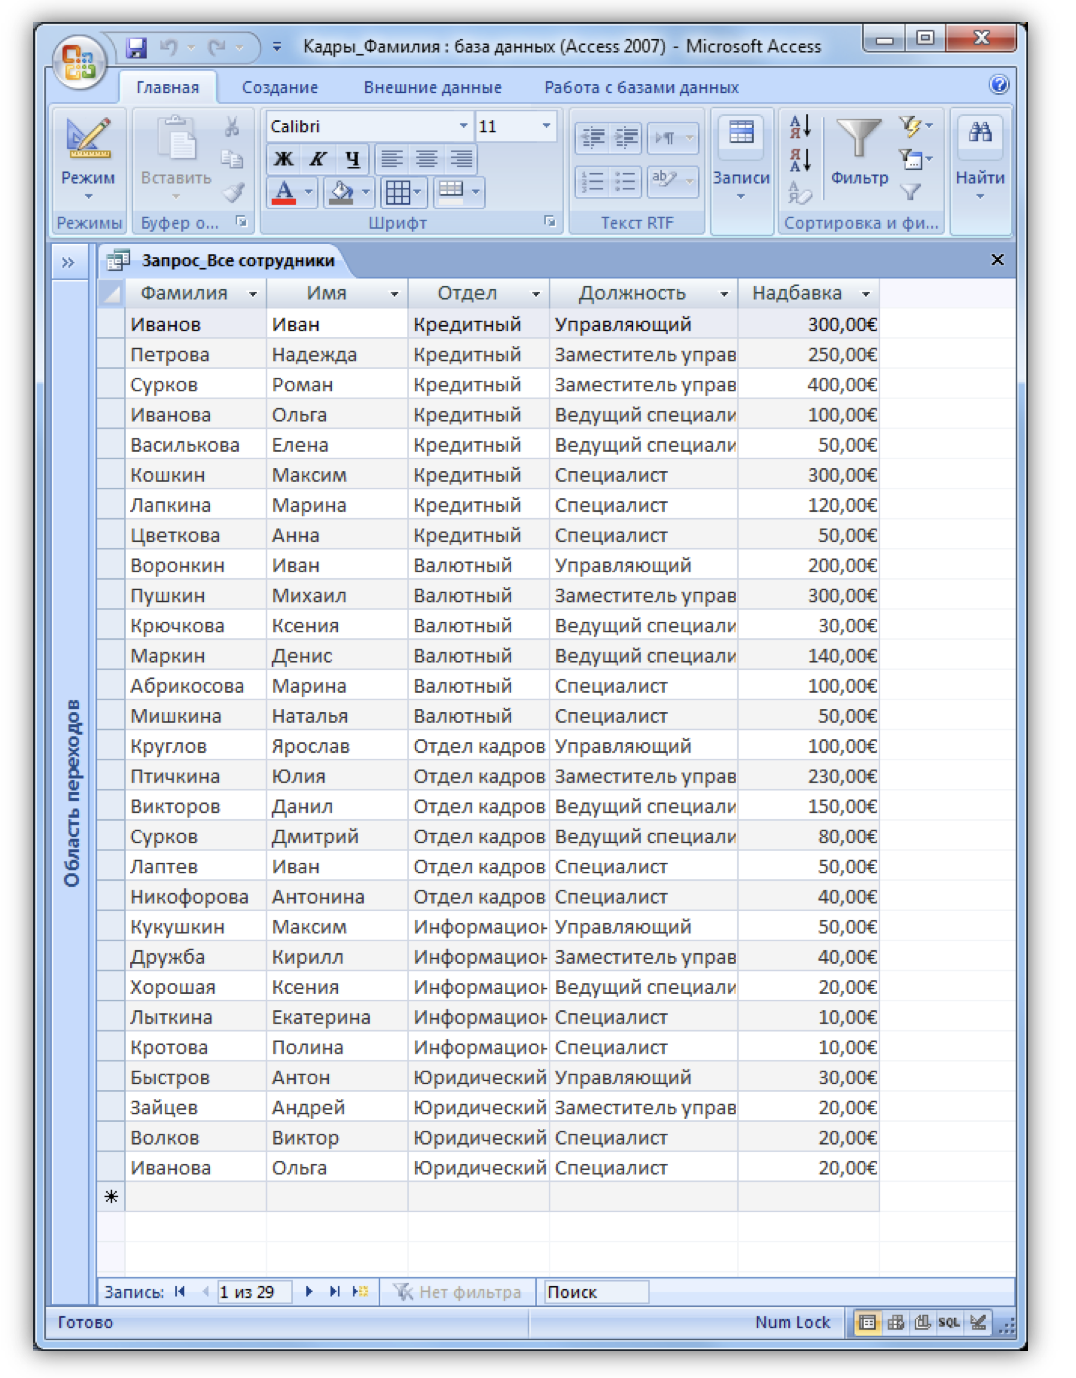 Кадры_Фамилия : база данных (Access 2007) - Microsoft Access
Главная Создание Внешние данные Работа с базами данных
Calibri 11
Ж К Ч
Режим Вставить Записи Фильтр Найти
Режимы Буфер о... Шрифт Текст RTF Сортировка и фи...
Запрос_Все сотрудники
Область переходов
Фамилия Имя Отдел Должность Надбавка
Иванов Иван Кредитный Управляющий 300,00€
Петрова Надежда Кредитный Заместитель управ 250,00€
Сурков Роман Кредитный Заместитель управ 400,00€
Иванова Ольга Кредитный Ведущий специали 100,00€
Василькова Елена Кредитный Ведущий специали 50,00€
Кошкин Максим Кредитный Специалист 300,00€
Лапкина Марина Кредитный Специалист 120,00€
Цветкова Анна Кредитный Специалист 50,00€
Воронкин Иван Валютный Управляющий 200,00€
Пушкин Михаил Валютный Заместитель управ 300,00€
Крючкова Ксения Валютный Ведущий специали 30,00€
Маркин Денис Валютный Ведущий специали 140,00€
Абрикосова Марина Валютный Специалист 100,00€
Мишкина Наталья Валютный Специалист 50,00€
Круглов Ярослав Отдел кадров Управляющий 100,00€
Птичкина Юлия Отдел кадров Заместитель управ 230,00€
Викторов Данил Отдел кадров Ведущий специали 150,00€
Сурков Дмитрий Отдел кадров Ведущий специали 80,00€
Лаптев Иван Отдел кадров Специалист 50,00€
Никофорова Антонина Отдел кадров Специалист 40,00€
Кукушкин Максим Информацион Управляющий 50,00€
Дружба Кирилл Информацион Заместитель управ 40,00€
Хорошая Ксения Информацион Ведущий специали 20,00€
Лыткина Екатерина Информацион Специалист 10,00€
Кротова Полина Информацион Специалист 10,00€
Быстров Антон Юридический Управляющий 30,00€
Зайцев Андрей Юридический Заместитель управ 20,00€
Волков Виктор Юридический Специалист 20,00€
Иванова Ольга Юридический Специалист 20,00€
Запись: 1 из 29 Нет фильтра Поиск
Готово Num Lock SQL